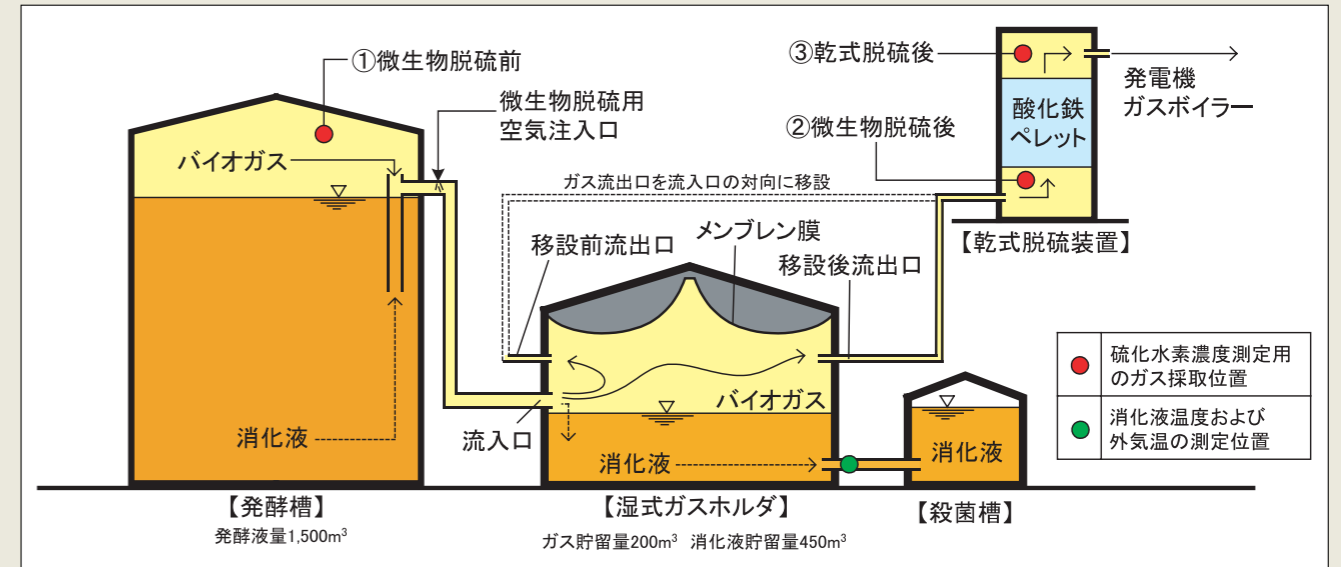 ①微生物脱硫前
微生物脱硫用
空気注入口
バイオガス
消化液
【発酵槽】
発酵液量1,500m³
ガス流出口を流入口の対向に移設
移設前流出口
メンブレン膜
移設後流出口
バイオガス
流入口
消化液
【湿式ガスホルダ】
ガス貯留量200m³ 消化液貯留量450m³
③乾式脱硫後
酸化鉄
ペレット
②微生物脱硫後
発電機
ガスボイラー
【乾式脱硫装置】
消化液
【殺菌槽】
硫化水素濃度測定用
のガス採取位置
消化液温度および
外気温の測定位置